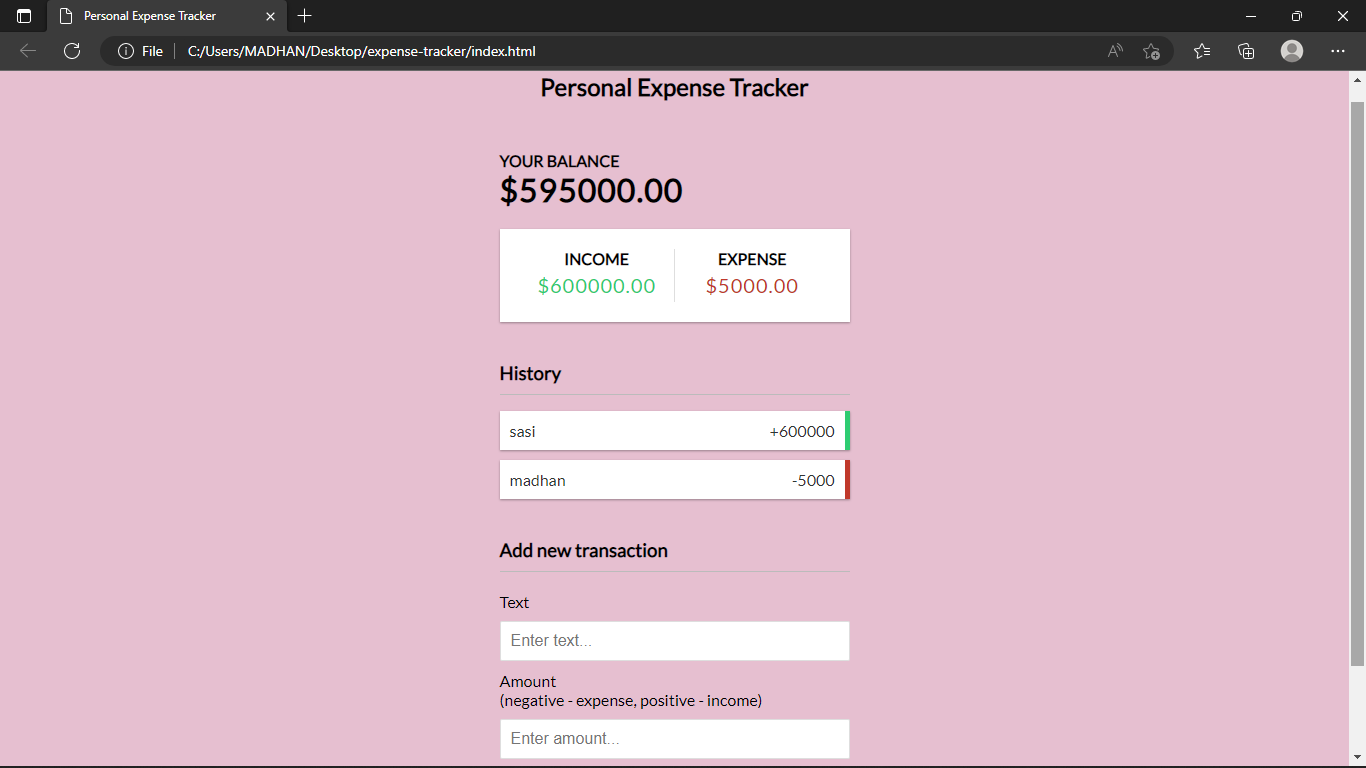 Personal Expense Tracker
File C:/Users/MADHAN/Desktop/expense-tracker/index.html
Personal Expense Tracker
YOUR BALANCE
$595000.00
INCOME EXPENSE
$600000.00 $5000.00
History
sasi +600000
madhan -5000
Add new transaction
Text
Enter text...
Amount
(negative - expense, positive - income)
Enter amount...